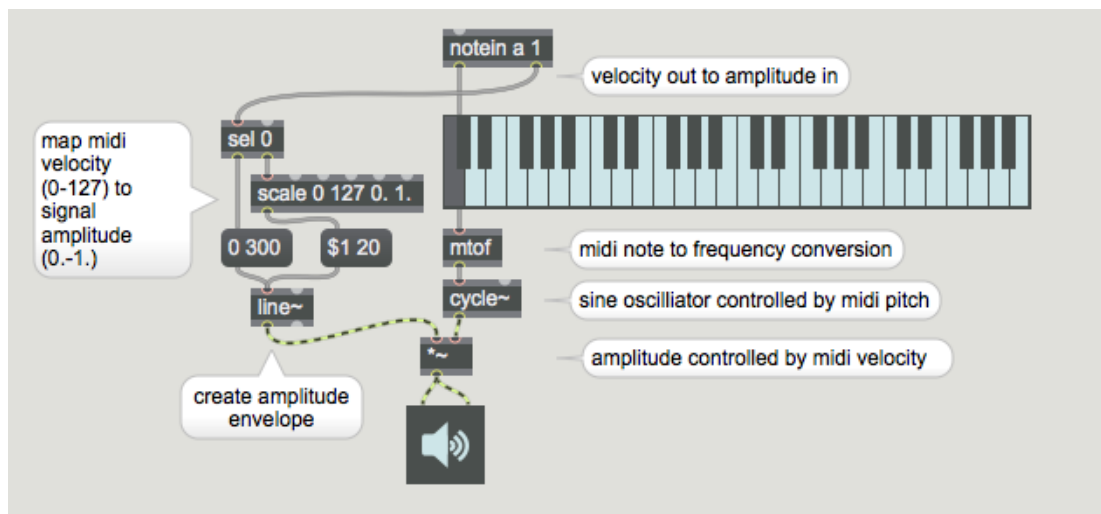 notein a 1
velocity out to amplitude in
map midi
velocity
(0-127) to
signal
amplitude
(0.-1.)
sel 0
scale 0 127 0. 1.
0 300
$1 20
mtof
midi note to frequency conversion
line~
cycle~
sine oscilliator controlled by midi pitch
*~
amplitude controlled by midi velocity
create amplitude
envelope